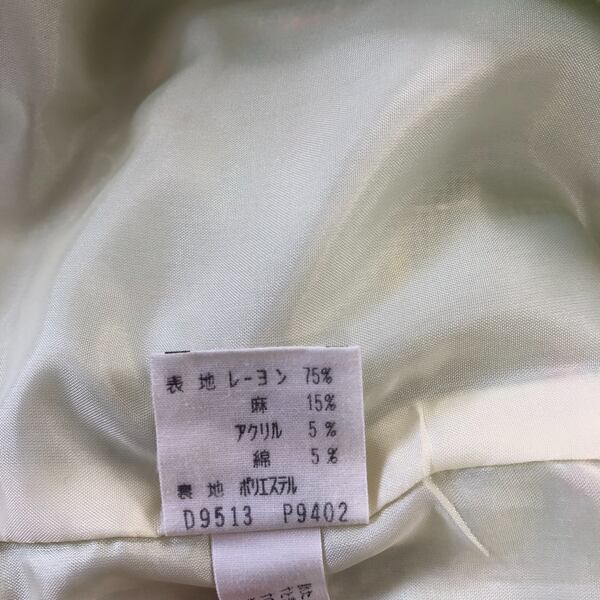 表 地 レーヨン 75%
麻 15%
アクリル 5%
綿 5%
表 地 ポリエステル
D9513 P9402